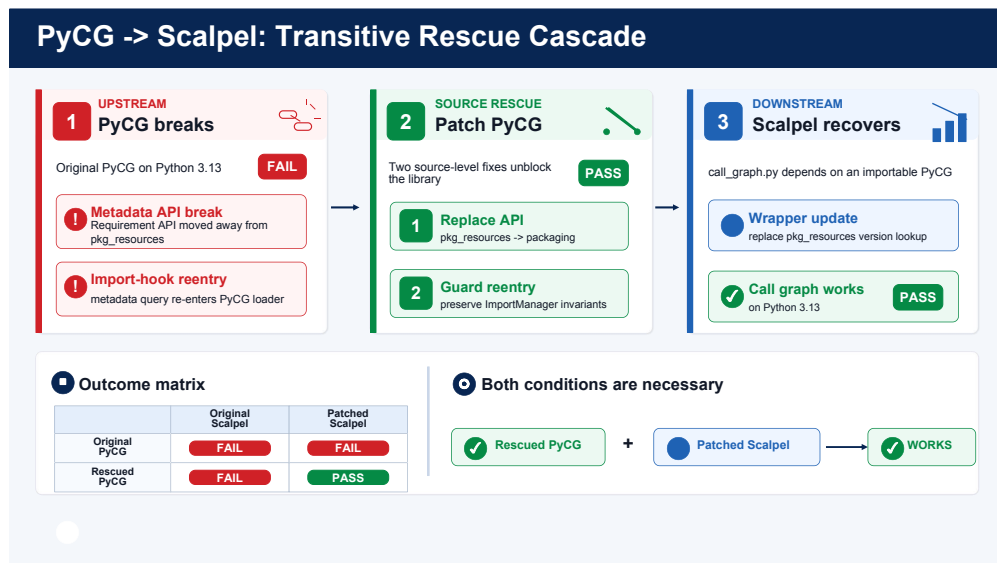 PyCG -> Scalpel: Transitive Rescue Cascade
1
UPSTREAM
PyCG breaks
Original PyCG on Python 3.13
FAIL
!
Metadata API break
Requirement API moved away from
pkg_resources
!
Import-hook reentry
metadata query re-enters PyCG loader
2
SOURCE RESCUE
Patch PyCG
Two source-level fixes unblock
the library
PASS
1
Replace API
pkg_resources -> packaging
2
Guard reentry
preserve ImportManager invariants
3
DOWNSTREAM
Scalpel recovers
call_graph.py depends on an importable PyCG
Wrapper update
replace pkg_resources version lookup
Call graph works
on Python 3.13
PASS
Outcome matrix
Original
Scalpel
Patched
Scalpel
Original
PyCG
FAIL
FAIL
Rescued
PyCG
FAIL
PASS
Both conditions are necessary
Rescued PyCG
+
Patched Scalpel
WORKS